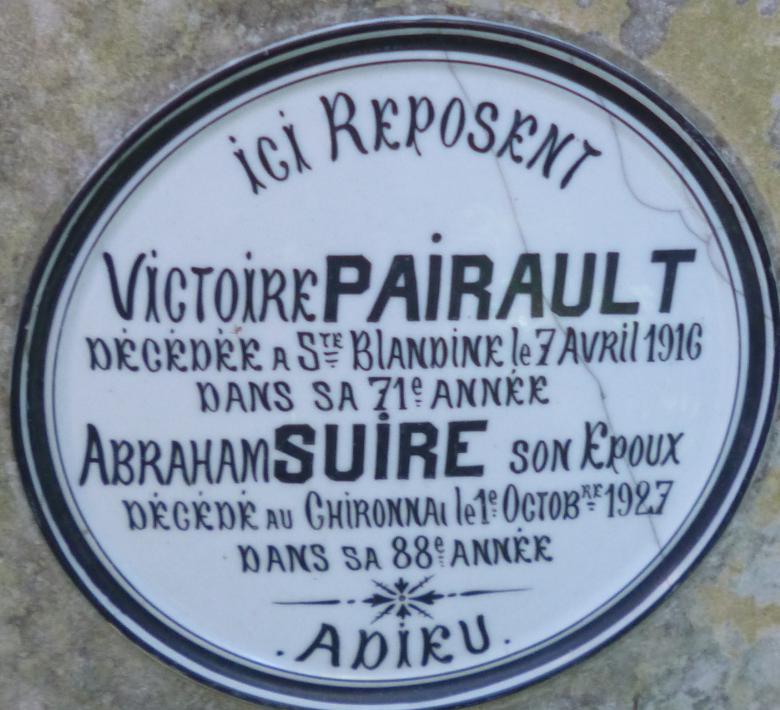 ici REPOSENT
VICTOIRE PAIRAULT
DÉCÉDÉE A STE BLANDINE le 7 AVRIL 1916
DANS SA 71e ANNÉE
ABRAHAM SUIRE SON EPOUX
DÉCÉDÉ AU CHIRONNAI le 1e OCTOBRE 1927
DANS SA 88e ANNÉE
. ADIEU .